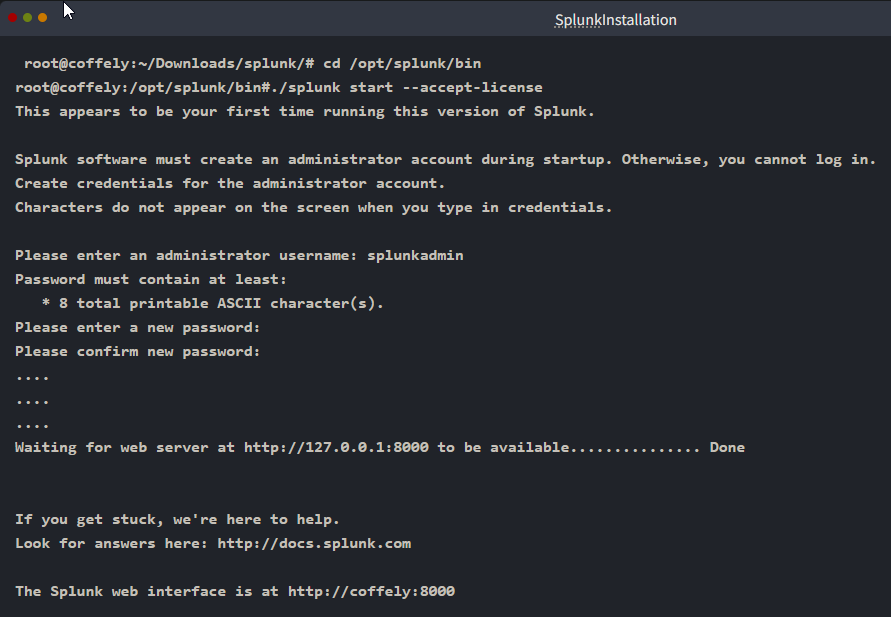 SplunkInstallation
root@coffely:~/Downloads/splunk/# cd /opt/splunk/bin
root@coffely:/opt/splunk/bin#./splunk start --accept-license
This appears to be your first time running this version of Splunk.
Splunk software must create an administrator account during startup. Otherwise, you cannot log in.
Create credentials for the administrator account.
Characters do not appear on the screen when you type in credentials.
Please enter an administrator username: splunkadmin
Password must contain at least:
* 8 total printable ASCII character(s).
Please enter a new password:
Please confirm new password:
....
....
....
Waiting for web server at http://127.0.0.1:8000 to be available............... Done
If you get stuck, we're here to help.
Look for answers here: http://docs.splunk.com
The Splunk web interface is at http://coffely:8000